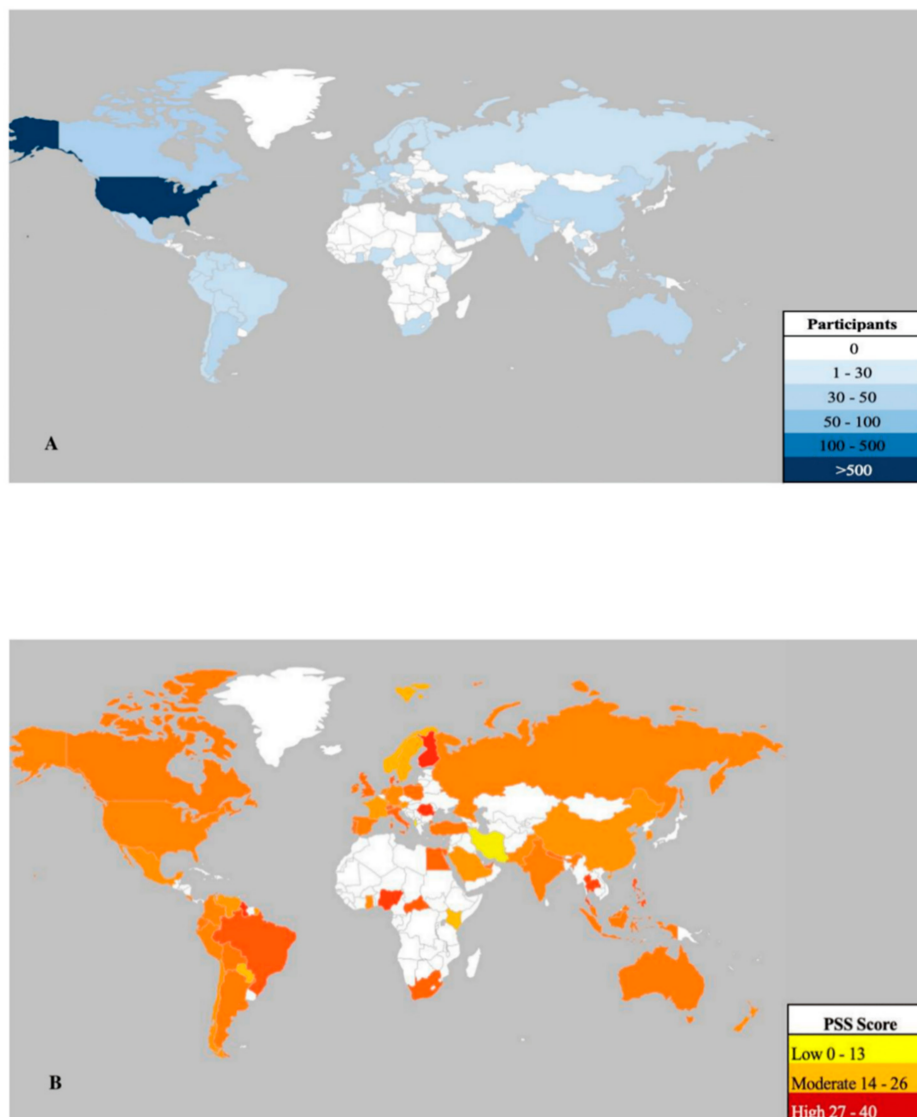 Participants
0
1 - 30
30 - 50
50 - 100
100 - 500
>500
A
PSS Score
Low 0 - 13
Moderate 14 - 26
High 27 - 40
B